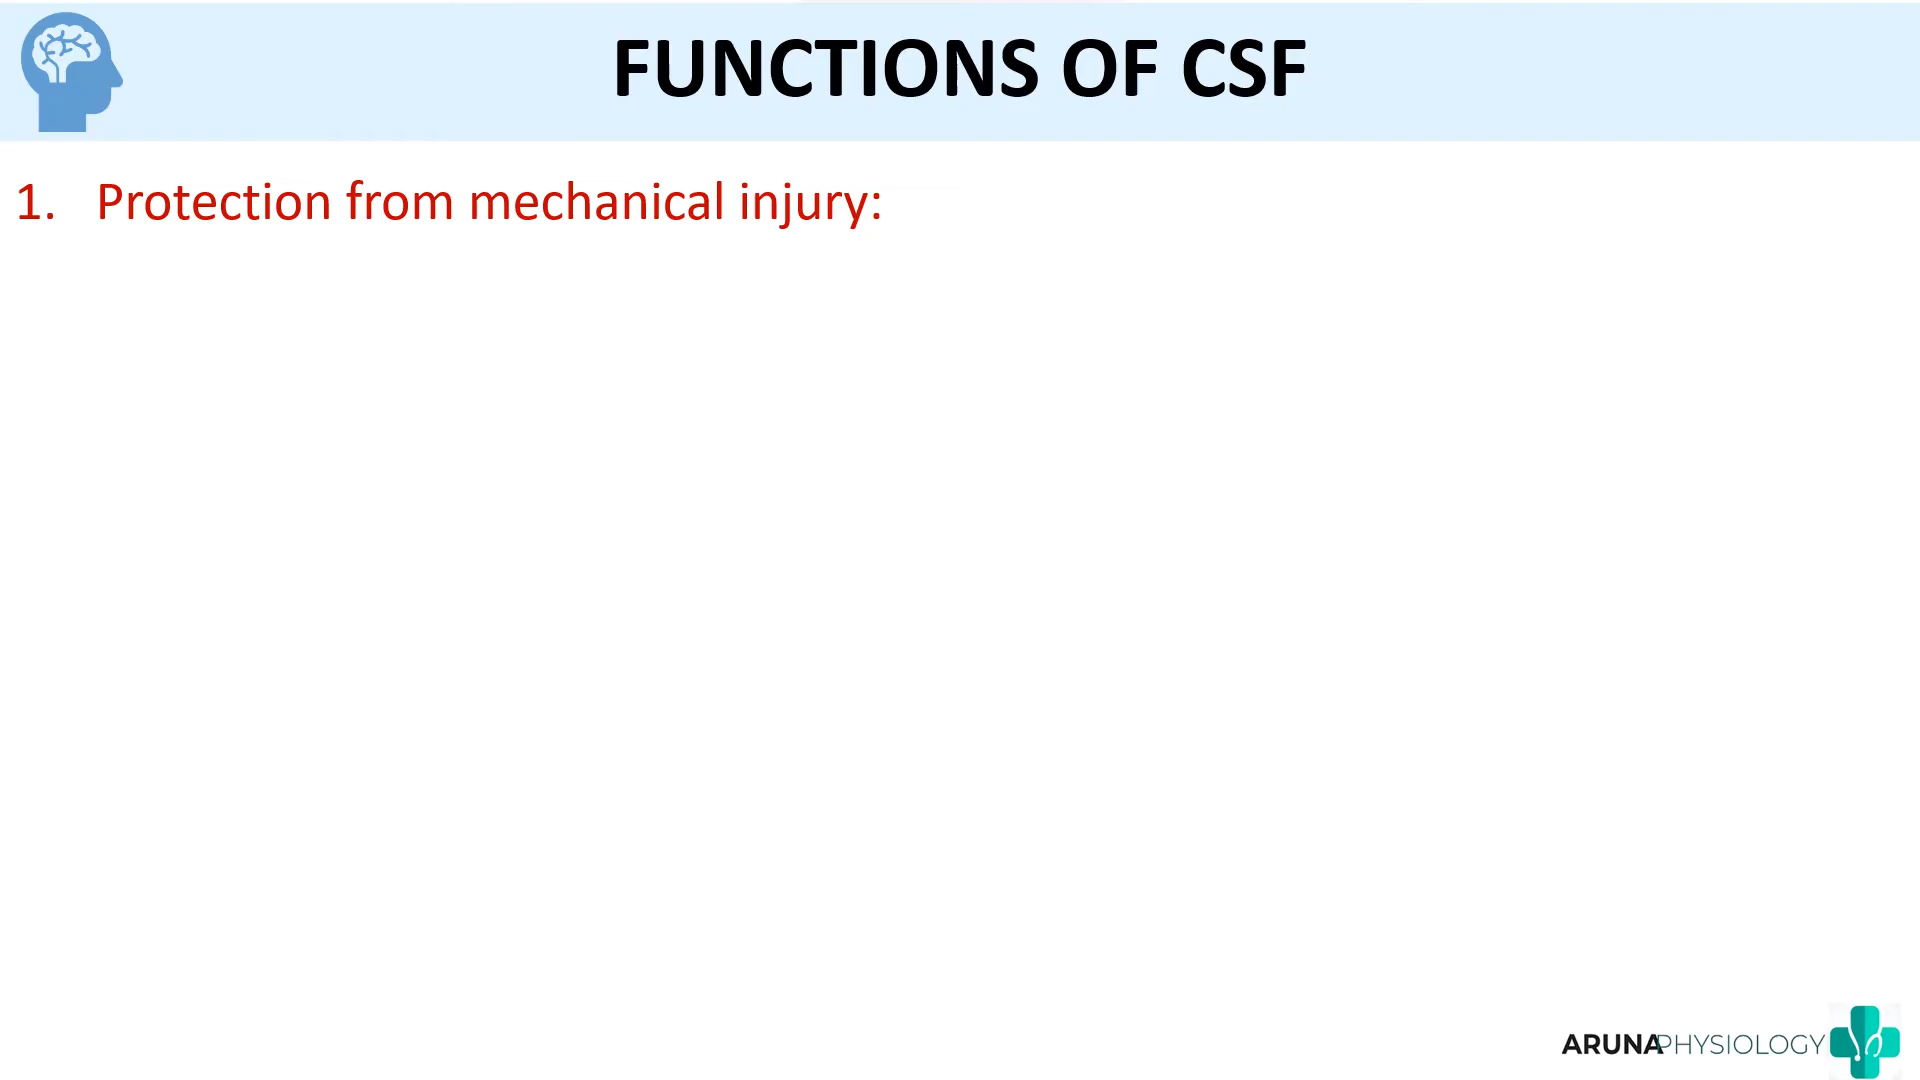 FUNCTIONS OF CSF
1. Protection from mechanical injury:
ARUNAPHYSIOLOGY